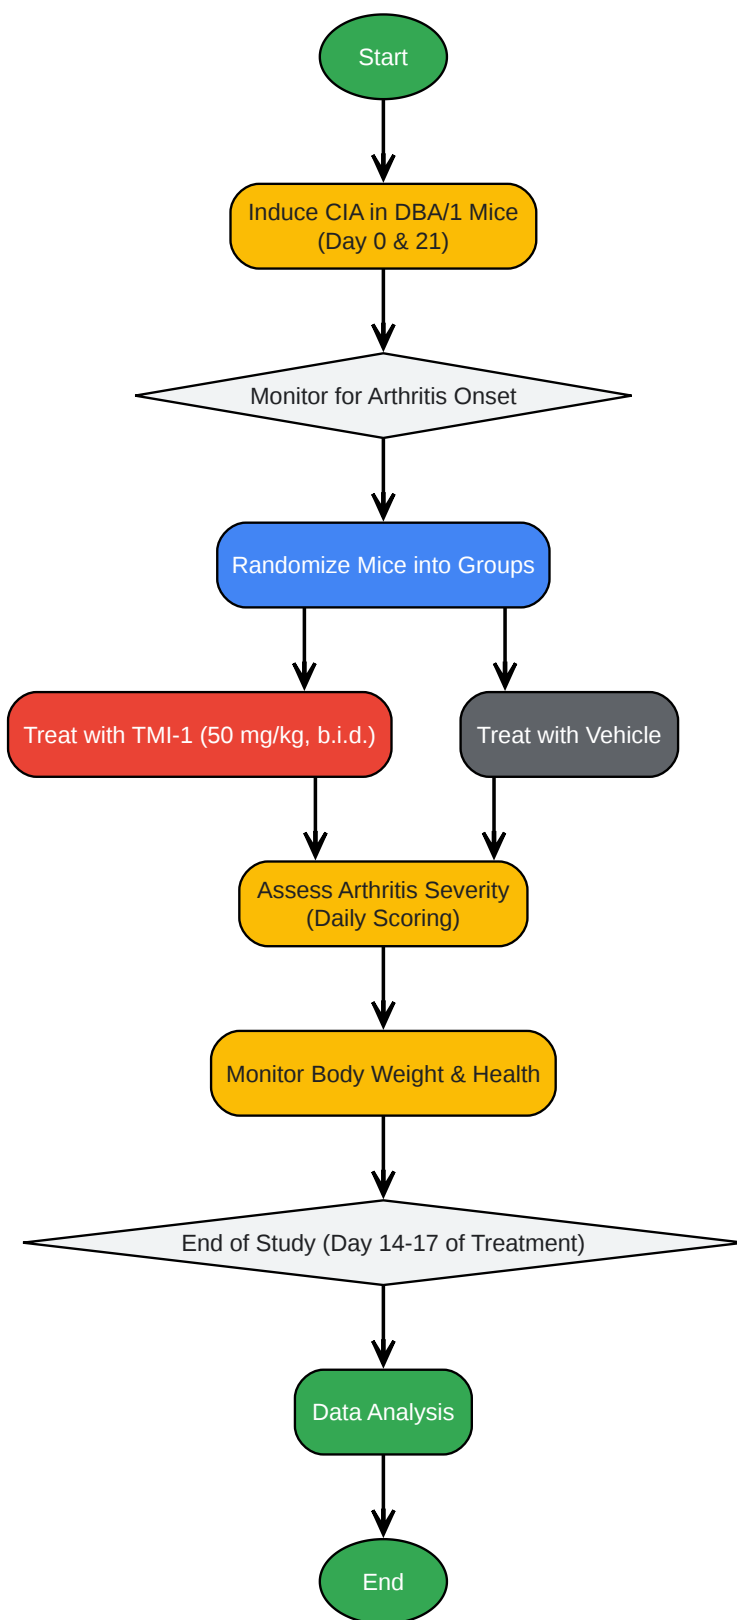 Start
Induce CIA in DBA/1 Mice
(Day 0 & 21)
Monitor for Arthritis Onset
Randomize Mice into Groups
Treat with TMI-1 (50 mg/kg, b.i.d.)
Treat with Vehicle
Assess Arthritis Severity
(Daily Scoring)
Monitor Body Weight & Health
End of Study (Day 14-17 of Treatment)
Data Analysis
End